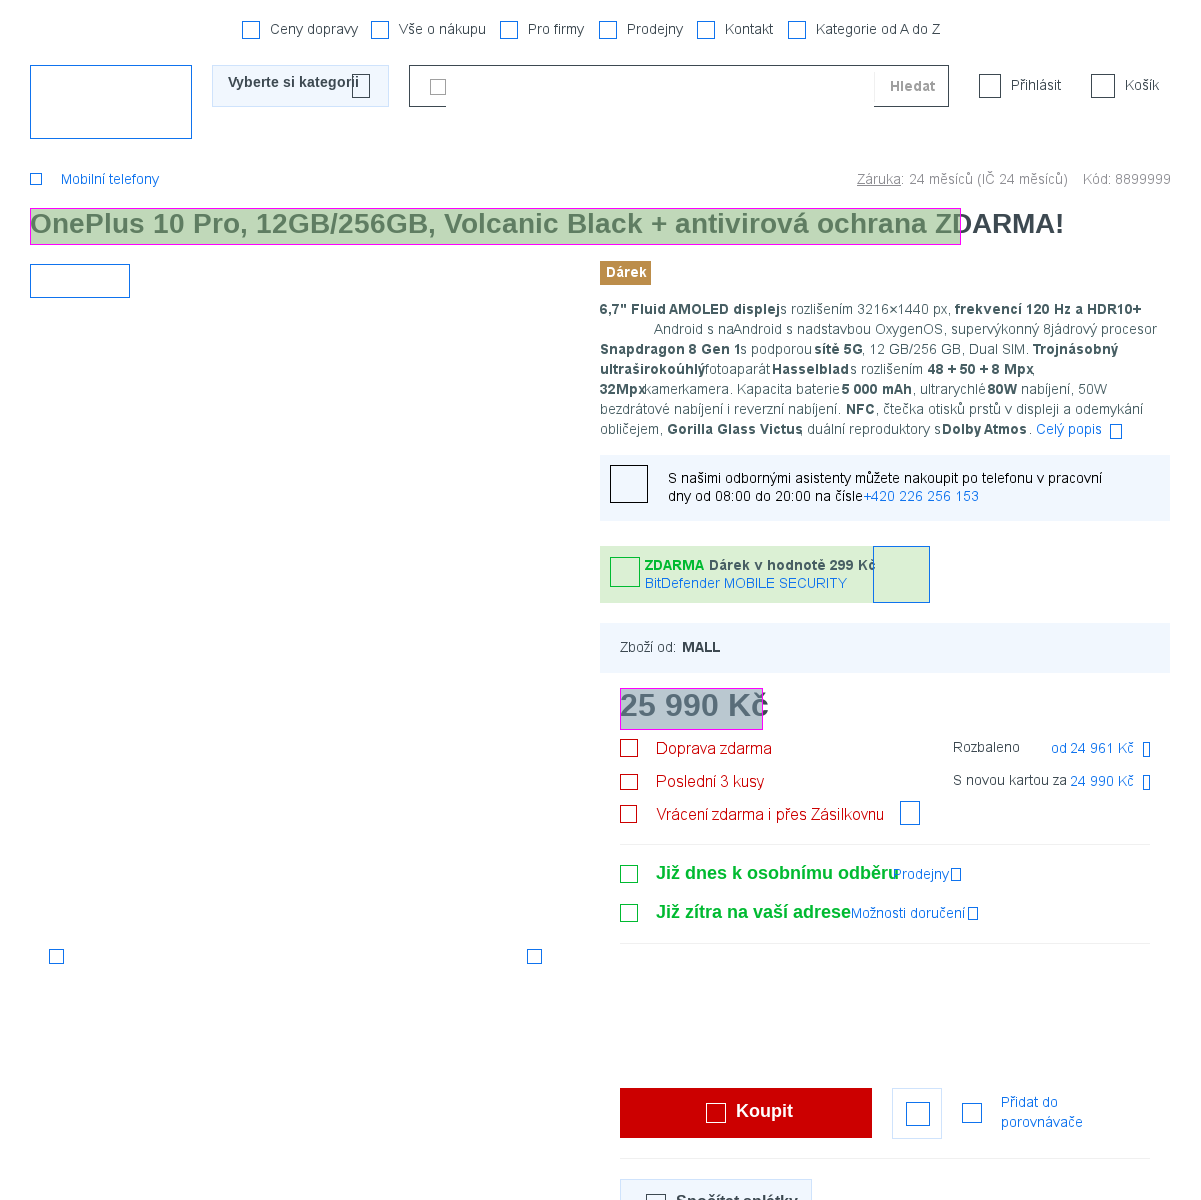 Ceny dopravy Vše o nákupu Pro firmy Prodejny Kontakt Kategorie od A do Z
Vyberte si kategorii Hledat Přihlásit Košík
Mobilní telefony Záruka: 24 měsíců (IČ 24 měsíců) Kód: 8899999
OnePlus 10 Pro, 12GB/256GB, Volcanic Black + antivirová ochrana ZDARMA!
Dárek
6,7" Fluid AMOLED displej s rozlišením 3216×1440 px, frekvencí 120 Hz a HDR10+
Android s na Android s nadstavbou OxygenOS, supervýkonný 8jádrový procesor
Snapdragon 8 Gen 1 s podporou sítě 5G, 12 GB/256 GB, Dual SIM. Trojnásobný
ultraširokoúhlý fotoaparát Hasselblad s rozlišením 48 + 50 + 8 Mpx,
32Mpx kamerkamera. Kapacita baterie 5 000 mAh, ultrarychlé 80W nabíjení, 50W
bezdrátové nabíjení i reverzní nabíjení. NFC, čtečka otisků prstů v displeji a odemykání
obličejem, Gorilla Glass Victus, duální reproduktory s Dolby Atmos. Celý popis
S našimi odbornými asistenty můžete nakoupit po telefonu v pracovní
dny od 08:00 do 20:00 na čísle +420 226 256 153
ZDARMA Dárek v hodnotě 299 Kč
BitDefender MOBILE SECURITY
Zboží od: MALL
25 990 Kč
Doprava zdarma Rozbaleno od 24 961 Kč
Poslední 3 kusy S novou kartou za 24 990 Kč
Vrácení zdarma i přes Zásilkovnu
Již dnes k osobnímu odběru Prodejny
Již zítra na vaší adrese Možnosti doručení
Koupit Přidat do
porovnávače
Spočítat splátky